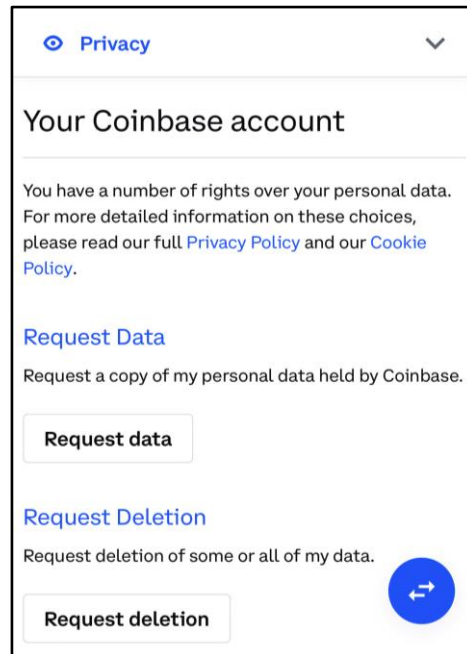 Privacy
Your Coinbase account
You have a number of rights over your personal data.
For more detailed information on these choices,
please read our full Privacy Policy and our Cookie
Policy.
Request Data
Request a copy of my personal data held by Coinbase.
Request data
Request Deletion
Request deletion of some or all of my data.
Request deletion